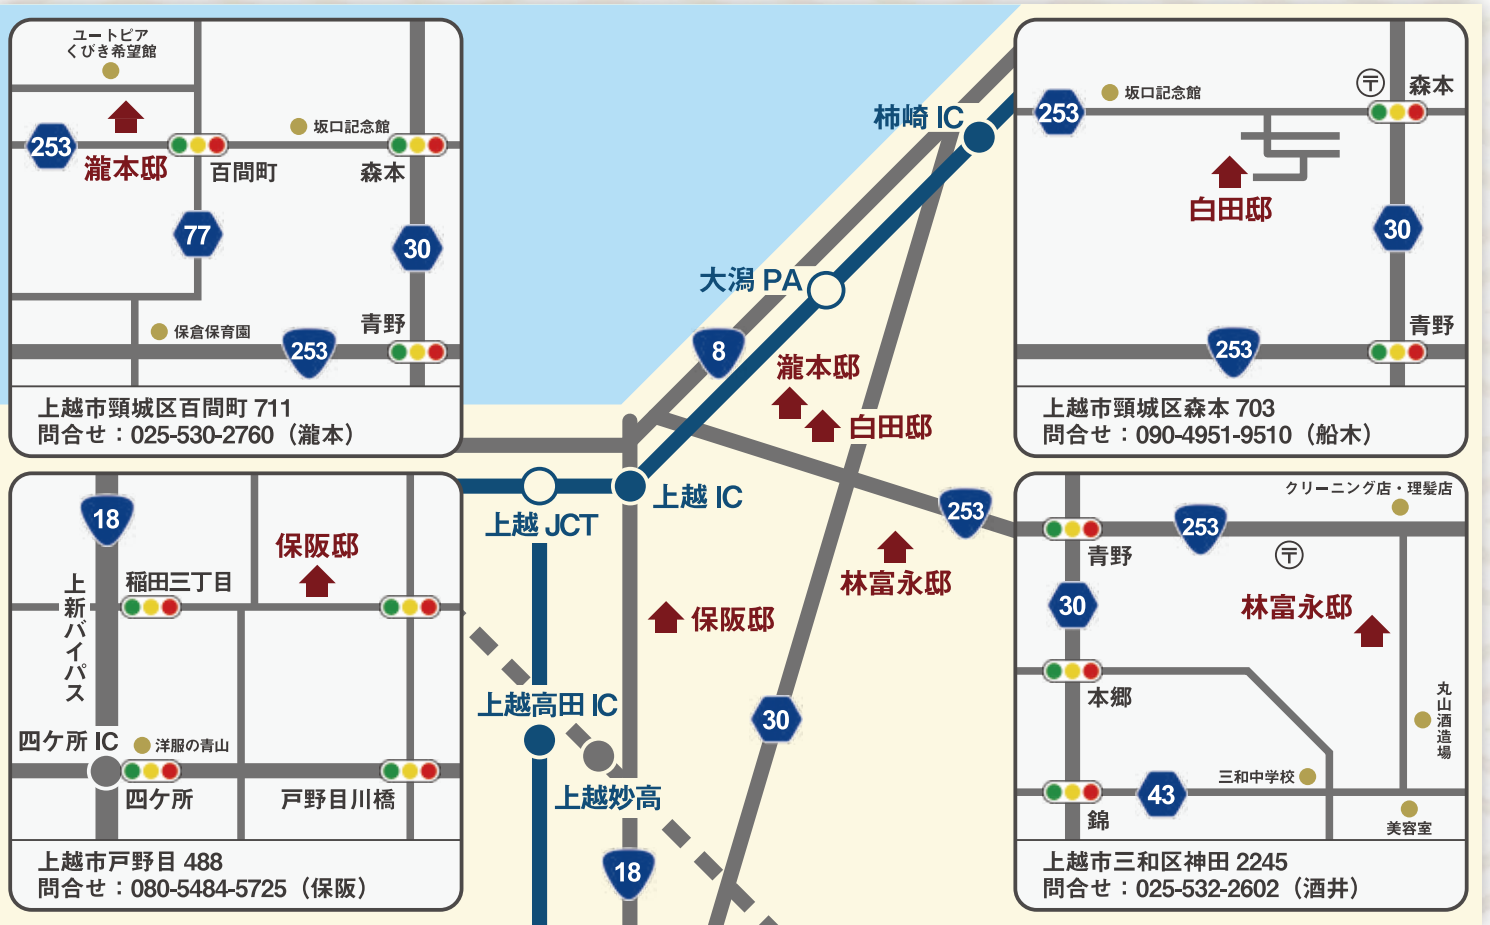 ユートピア
くびき希望館
253
瀧本邸
百間町
坂口記念館
森本
77
30
保倉保育園
253
青野
上越市頸城区百間町 711
問合せ：025-530-2760（瀧本）
柿崎 IC
大潟 PA
8
瀧本邸
白田邸
上越 IC
上越 JCT
253
林富永邸
保阪邸
上越高田 IC
30
上越妙高
18
253
坂口記念館
〒
森本
白田邸
30
253
青野
上越市頸城区森本 703
問合せ：090-4951-9510（船木）
18
保阪邸
稲田三丁目
上新バイパス
四ケ所 IC
洋服の青山
四ケ所
戸野目川橋
上越市戸野目 488
問合せ：080-5484-5725（保阪）
クリーニング店・理髪店
253
青野
〒
30
林富永邸
本郷
丸山酒造場
三和中学校
43
錦
美容室
上越市三和区神田 2245
問合せ：025-532-2602（酒井）